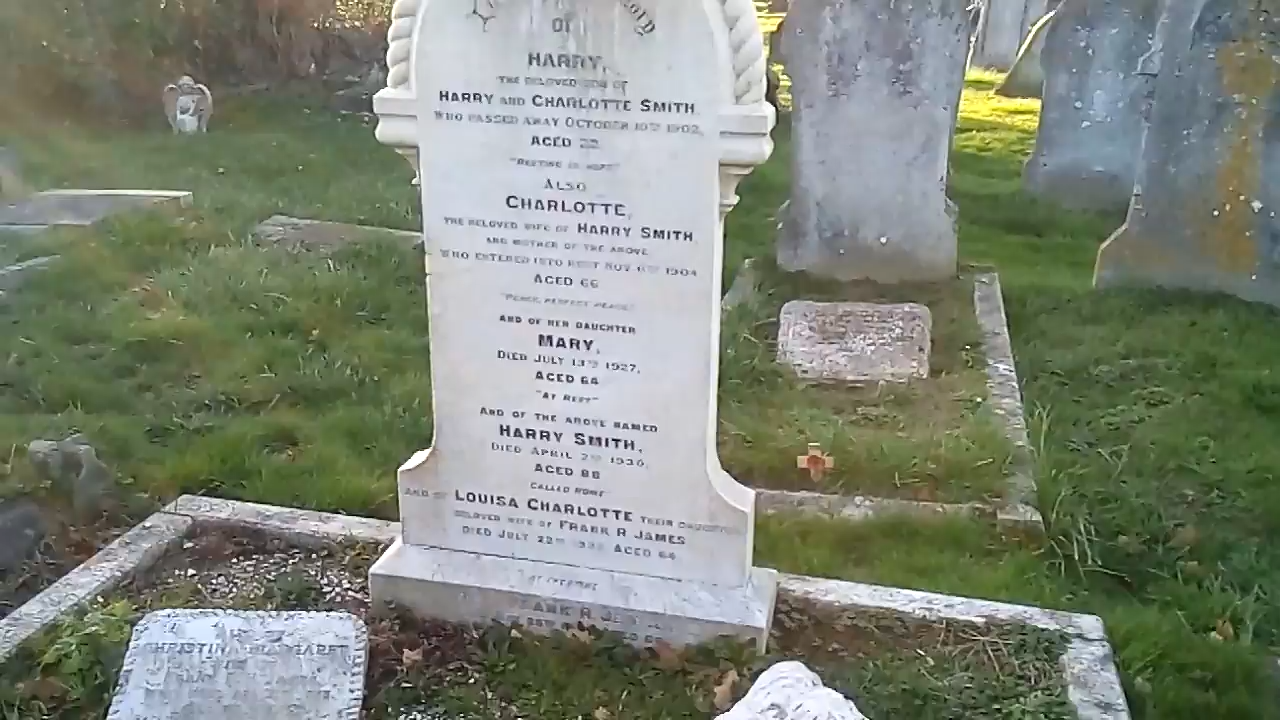 OF
HARRY,
THE BELOVED SON OF
HARRY AND CHARLOTTE SMITH,
WHO PASSED AWAY OCTOBER 10TH 1902,
AGED 22.
"RESTING IN HOPE"
ALSO
CHARLOTTE,
THE BELOVED WIFE OF HARRY SMITH
AND MOTHER OF THE ABOVE
WHO ENTERED INTO REST NOV 1904
AGED 66
"PEACE, PERFECT PEACE"
AND OF HER DAUGHTER
MARY,
DIED JULY 13TH 1927,
AGED 64
"AT REST"
AND OF THE ABOVE NAMED
HARRY SMITH,
DIED APRIL 2ND 1930,
AGED 88
CALLED HOME
AND OF LOUISA CHARLOTTE THEIR DAUGHTER
BELOVED WIFE OF FRANK R JAMES
DIED JULY 22ND AGED 64